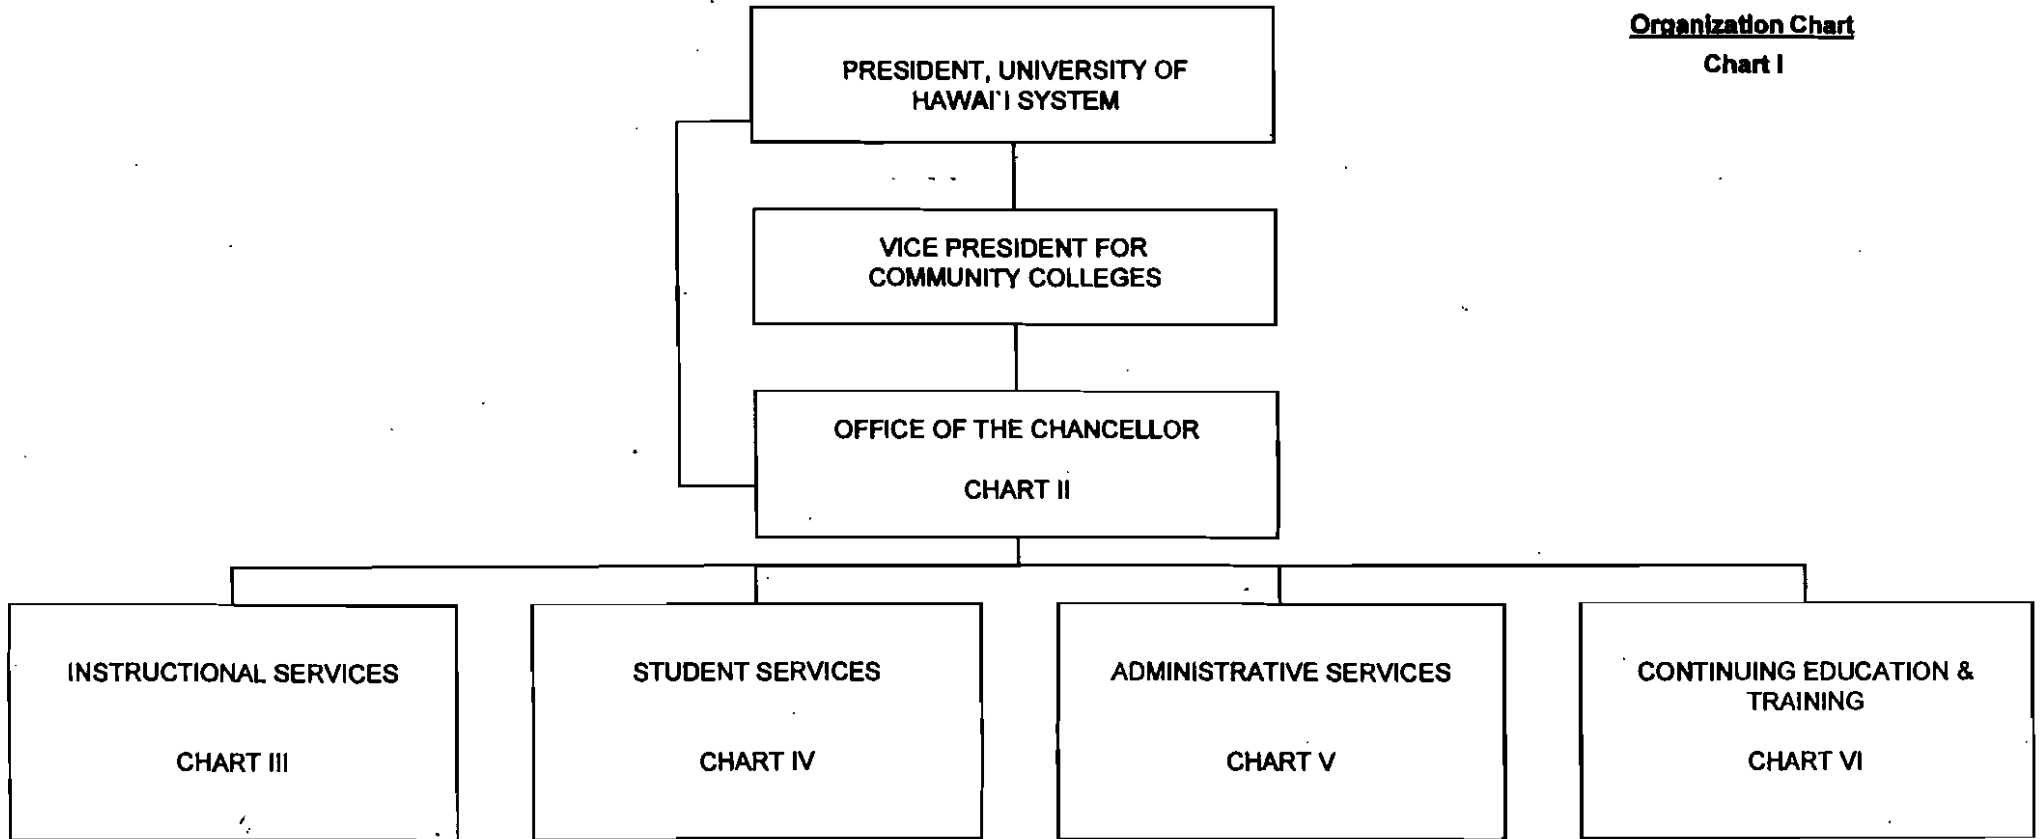 Organization Chart
Chart I
PRESIDENT, UNIVERSITY OF
HAWAI`I SYSTEM
VICE PRESIDENT FOR
COMMUNITY COLLEGES
OFFICE OF THE CHANCELLOR
CHART II
INSTRUCTIONAL SERVICES
CHART III
STUDENT SERVICES
CHART IV
ADMINISTRATIVE SERVICES
CHART V
CONTINUING EDUCATION &
TRAINING
CHART VI